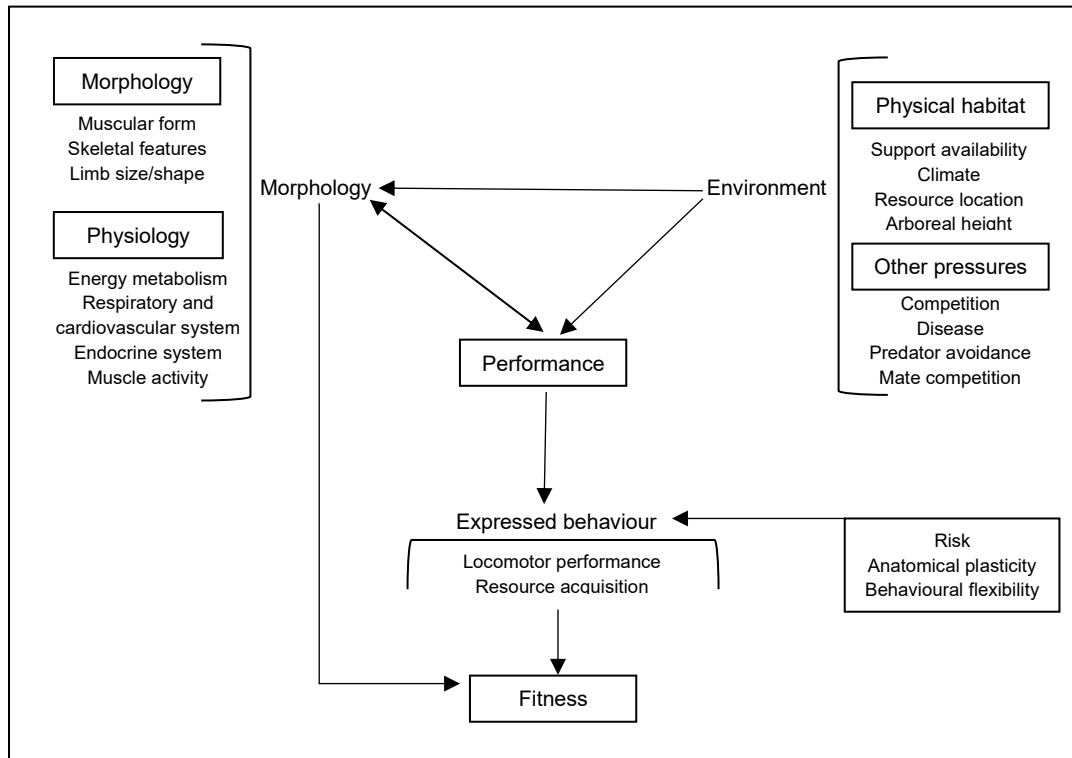 Morphology
Muscular form
Skeletal features
Limb size/shape
Physiology
Energy metabolism
Respiratory and
cardiovascular system
Endocrine system
Muscle activity
Morphology
Environment
Physical habitat
Support availability
Climate
Resource location
Arboreal height
Other pressures
Competition
Disease
Predator avoidance
Mate competition
Performance
Expressed behaviour
Locomotor performance
Resource acquisition
Risk
Anatomical plasticity
Behavioural flexibility
Fitness